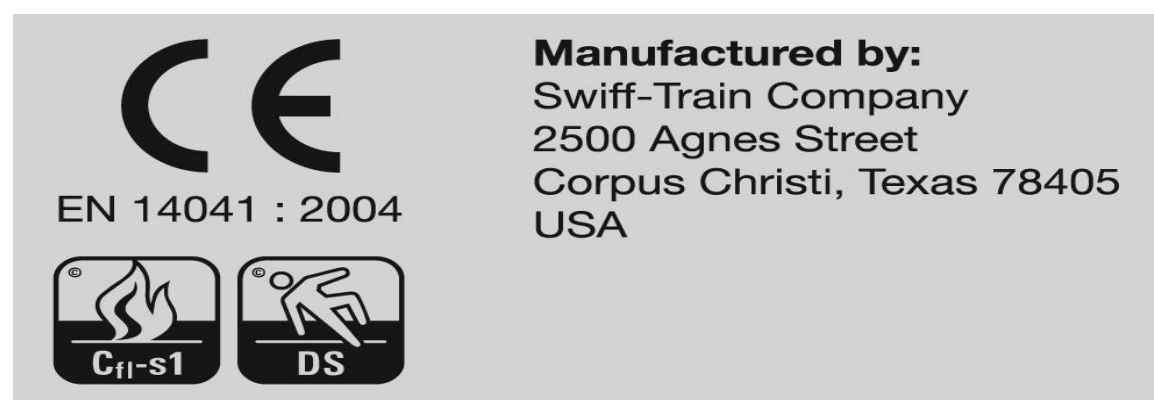 CE
EN 14041 : 2004
©
Cfl-s1
©
DS
Manufactured by:
Swiff-Train Company
2500 Agnes Street
Corpus Christi, Texas 78405
USA